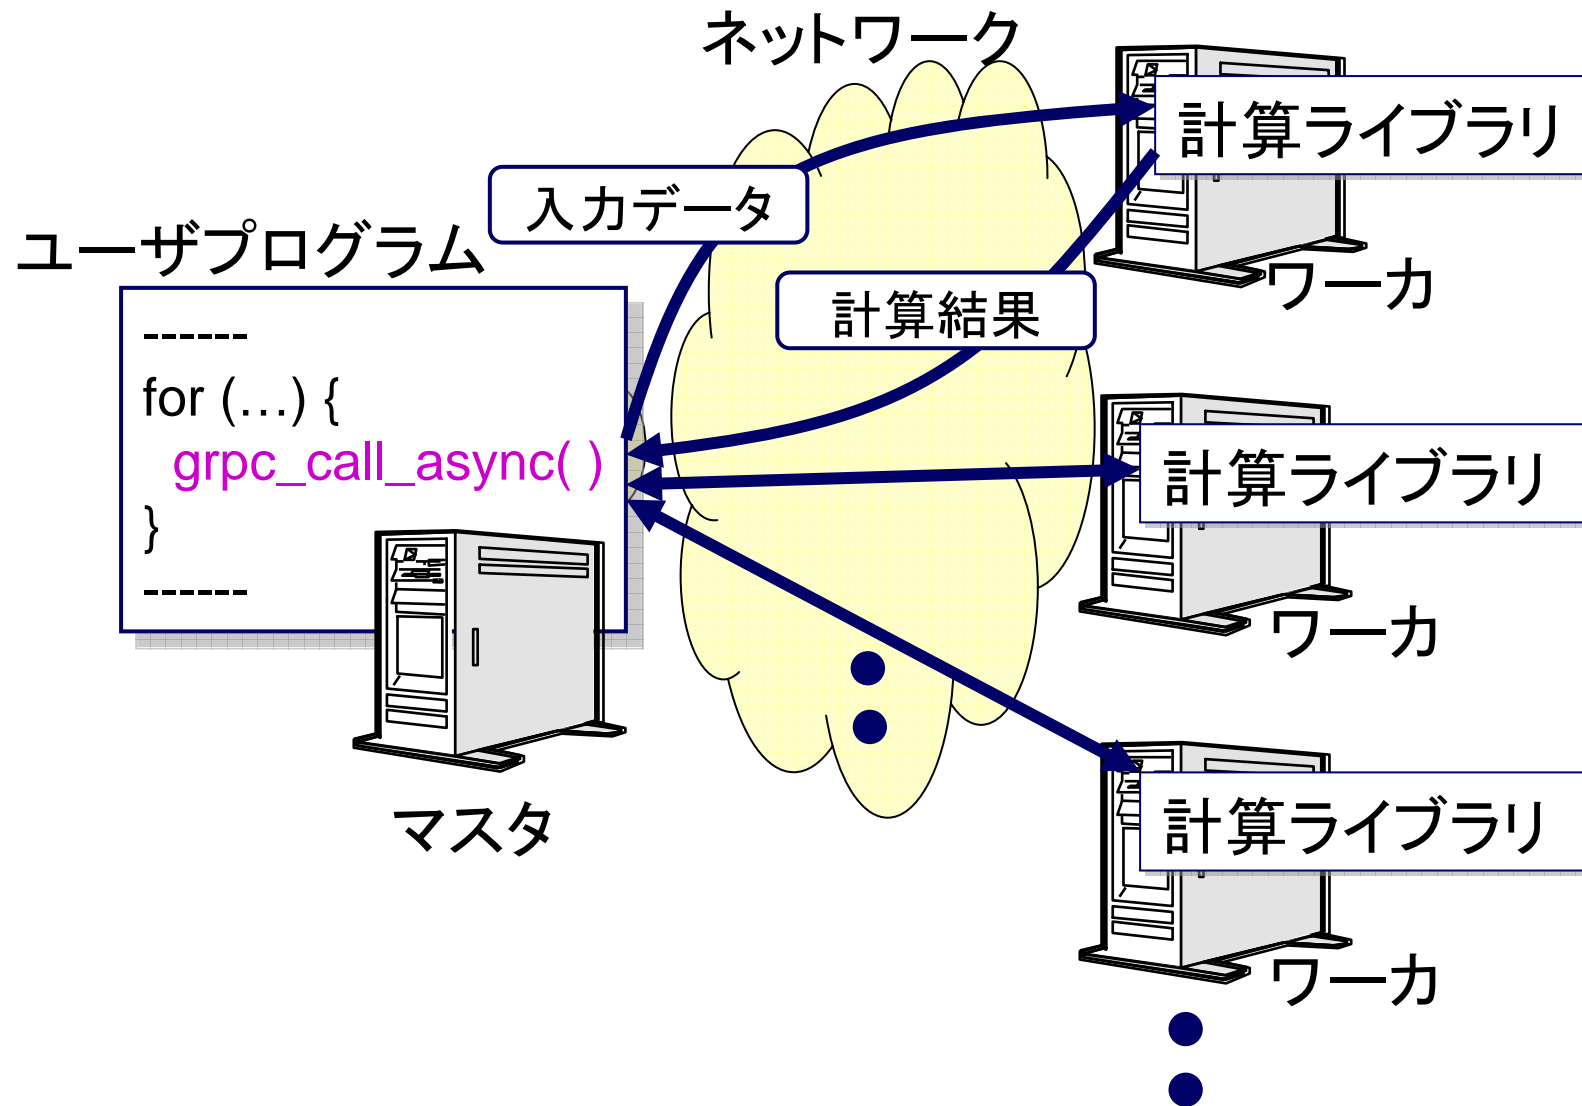 ネットワーク
計算ライブラリ
入力データ
ユーザプログラム
ワーカ
計算結果
------
for (…) {
grpc_call_async( )
}
------
計算ライブラリ
ワーカ
マスタ
計算ライブラリ
ワーカ